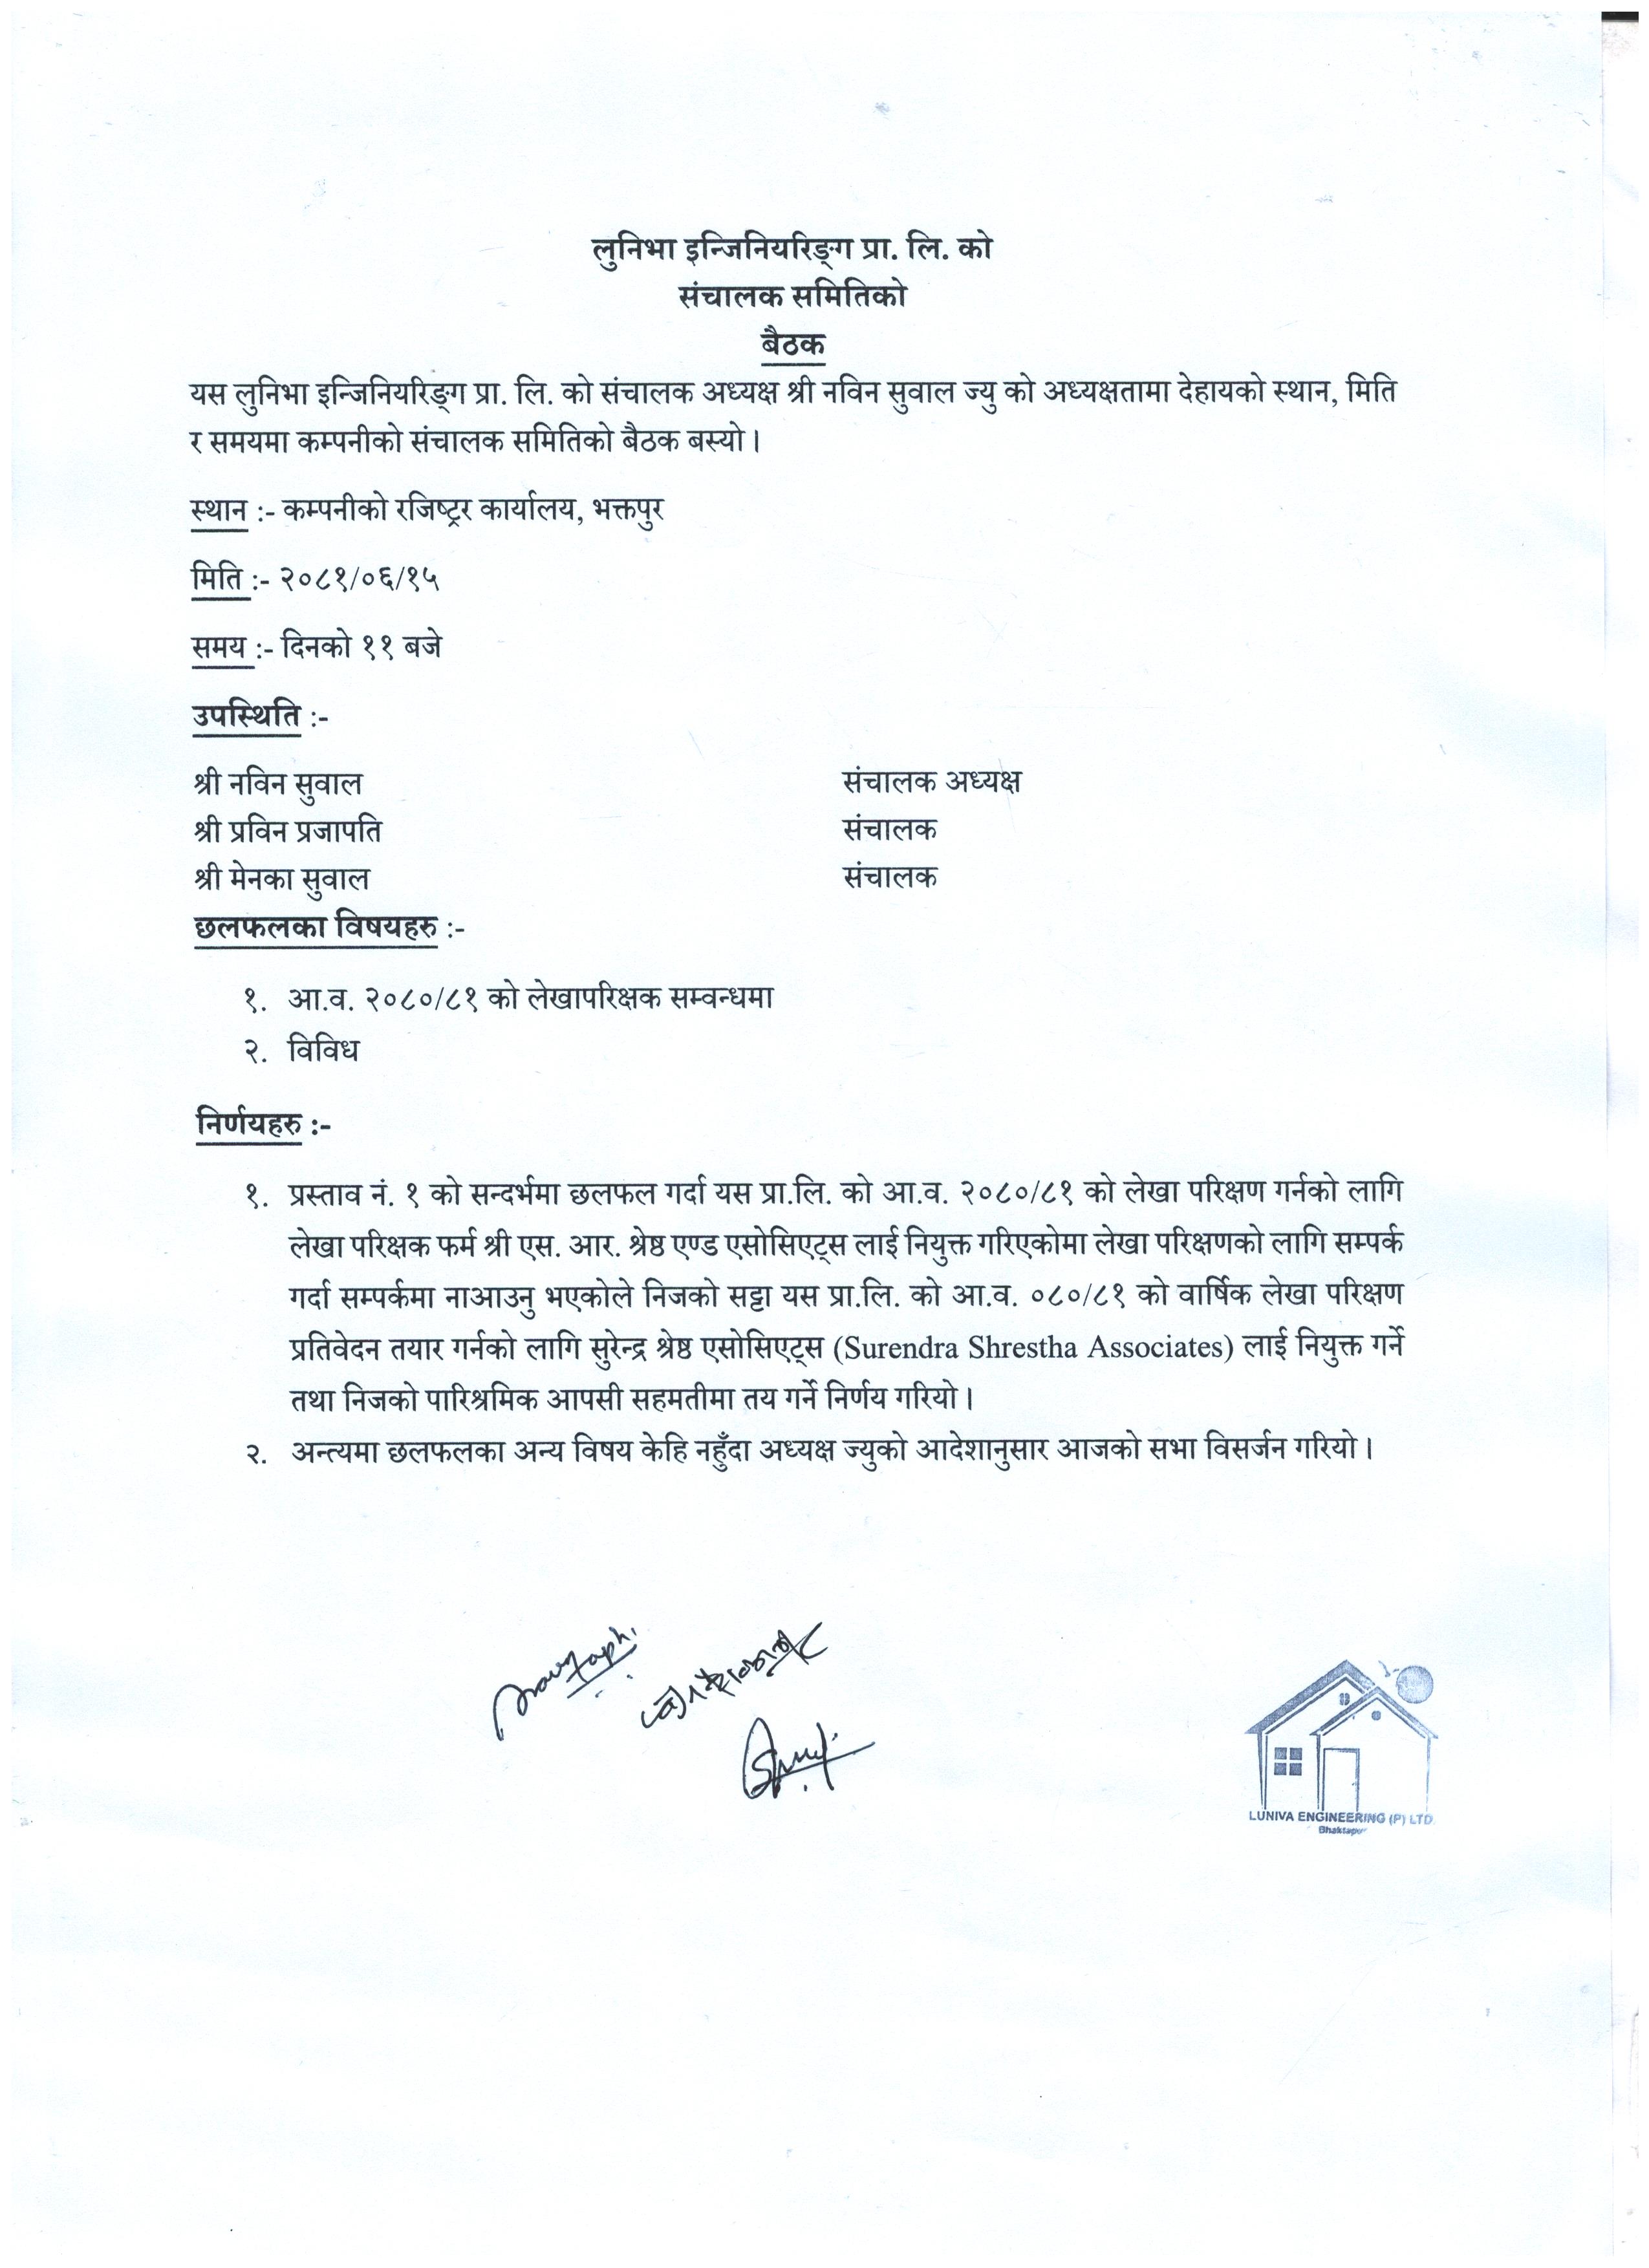 लुनिभा इन्जिनियरिङ्ग प्रा. लि. को
संचालक समितिको
बैठक
यस लुनिभा इन्जिनियरिङ्ग प्रा. लि. को संचालक अध्यक्ष श्री नविन सुवाल ज्यु को अध्यक्षतामा देहायको स्थान, मिति
र समयमा कम्पनीको संचालक समितिको बैठक बस्यो।
स्थान :- कम्पनीको रजिष्ट्रर कार्यालय, भक्तपुर
मिति :- २०८१/०६/१५
समय :- दिनको ११ बजे
उपस्थिति :-
श्री नविन सुवाल संचालक अध्यक्ष
श्री प्रविन प्रजापति संचालक
श्री मेनका सुवाल संचालक
छलफलका विषयहरु :-
१. आ.व. २०८०/८१ को लेखापरिक्षक सम्वन्धमा
२. विविध
निर्णयहरु :-
१. प्रस्ताव नं. १ को सन्दर्भमा छलफल गर्दा यस प्रा.लि. को आ.व. २०८०/८१ को लेखा परिक्षण गर्नको लागि
लेखा परिक्षक फर्म श्री एस. आर. श्रेष्ठ एण्ड एसोसिएट्स लाई नियुक्त गरिएकोमा लेखा परिक्षणको लागि सम्पर्क
गर्दा सम्पर्कमा नाआउनु भएकोले निजको सट्टा यस प्रा.लि. को आ.व. ०८०/८१ को वार्षिक लेखा परिक्षण
प्रतिवेदन तयार गर्नको लागि सुरेन्द्र श्रेष्ठ एसोसिएट्स (Surendra Shrestha Associates) लाई नियुक्त गर्ने
तथा निजको पारिश्रमिक आपसी सहमतीमा तय गर्ने निर्णय गरियो।
२. अन्त्यमा छलफलका अन्य विषय केहि नहुँदा अध्यक्ष ज्युको आदेशानुसार आजको सभा विसर्जन गरियो।
LUNIVA ENGINEERING (P) LTD.
Bhaktapur